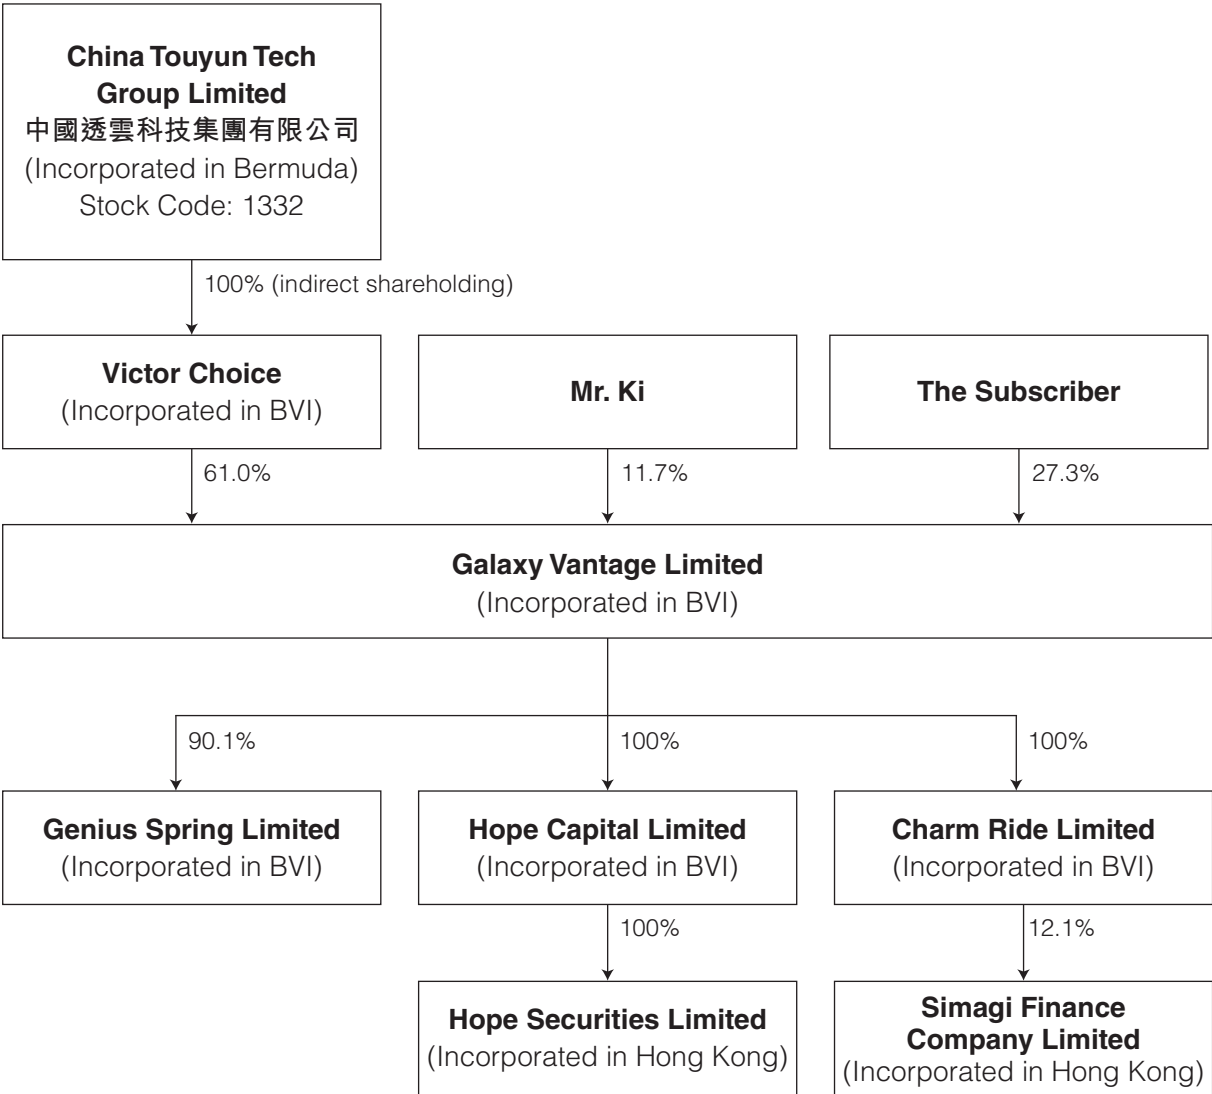 China Touyun Tech
Group Limited
中國透雲科技集團有限公司
(Incorporated in Bermuda)
Stock Code: 1332
100% (indirect shareholding)
Victor Choice
(Incorporated in BVI)
Mr. Ki
The Subscriber
61.0%
11.7%
27.3%
Galaxy Vantage Limited
(Incorporated in BVI)
90.1%
100%
100%
Genius Spring Limited
(Incorporated in BVI)
Hope Capital Limited
(Incorporated in BVI)
Charm Ride Limited
(Incorporated in BVI)
100%
12.1%
Hope Securities Limited
(Incorporated in Hong Kong)
Simagi Finance
Company Limited
(Incorporated in Hong Kong)